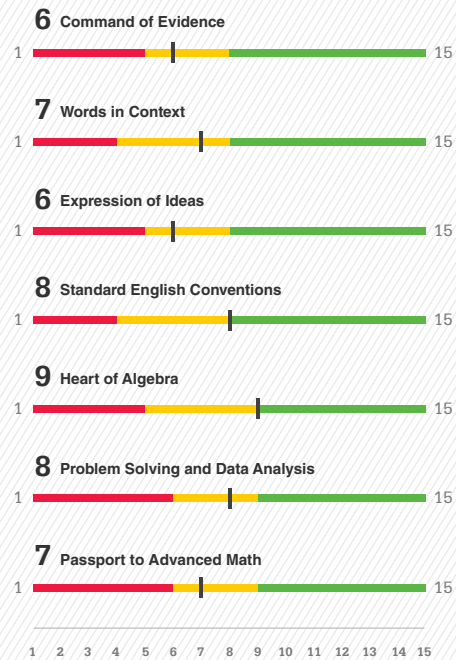 6 Command of Evidence
1 15
7 Words in Context
1 15
6 Expression of Ideas
1 15
8 Standard English Conventions
1 15
9 Heart of Algebra
1 15
8 Problem Solving and Data Analysis
1 15
7 Passport to Advanced Math
1 15
1 2 3 4 5 6 7 8 9 10 11 12 13 14 15